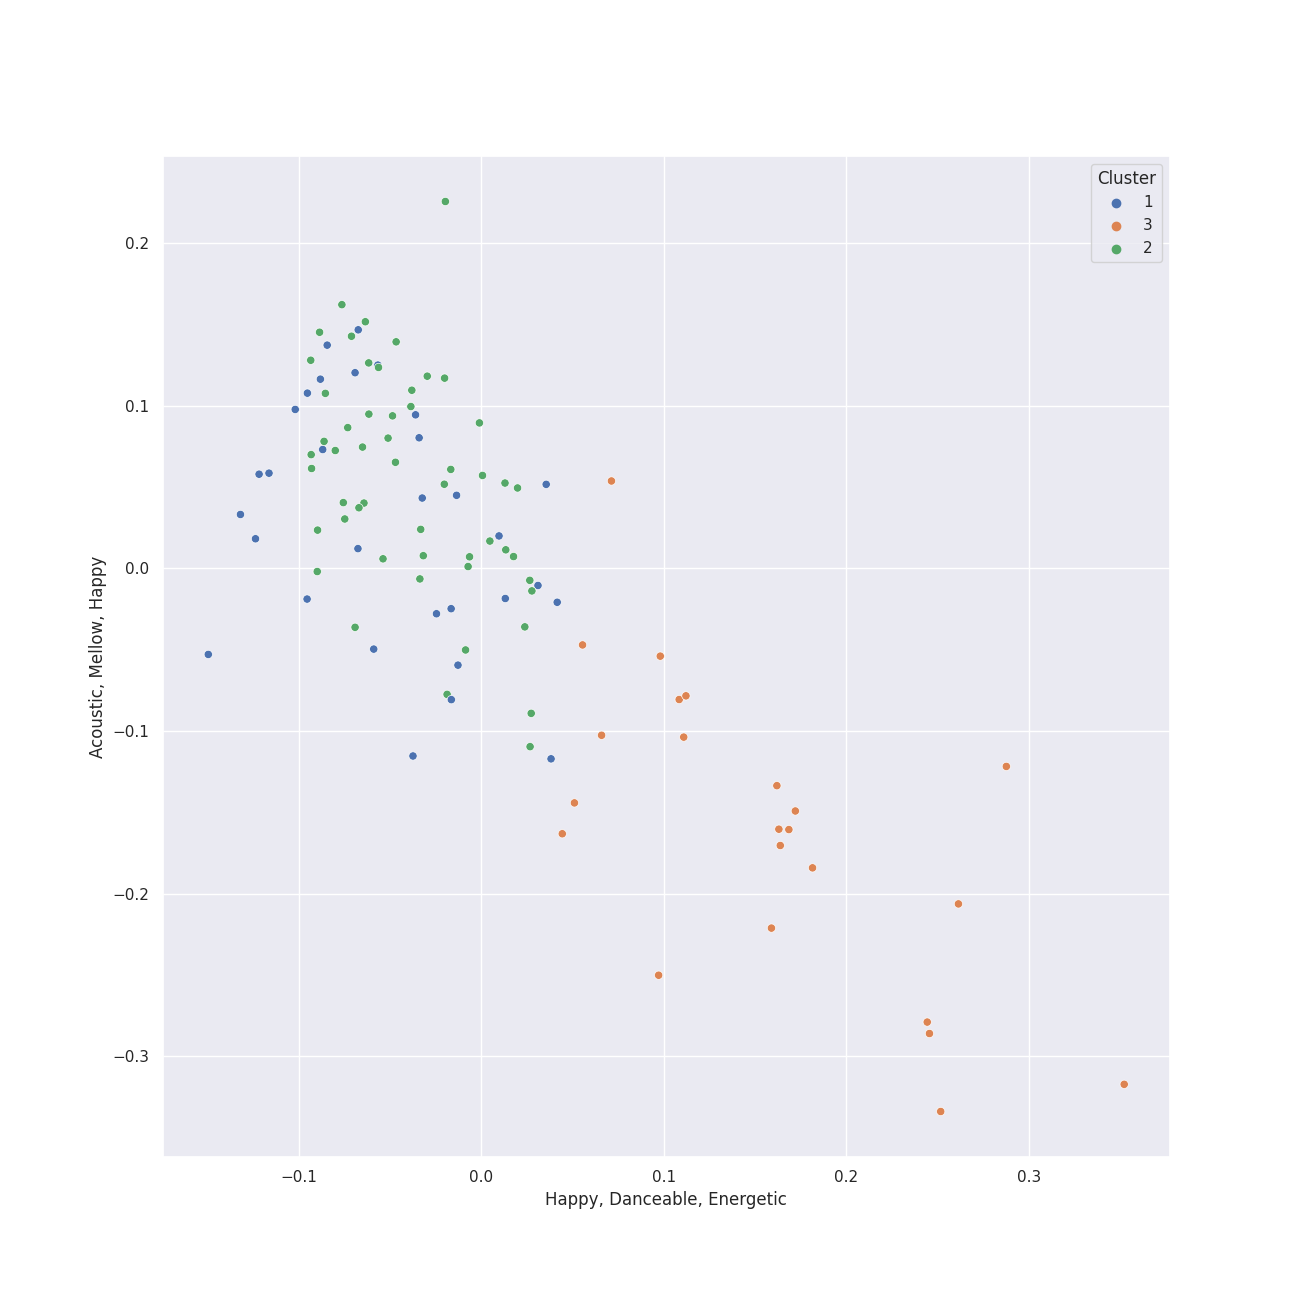 Cluster
1
3
2
0.2
0.1
0.0
−0.1
−0.2
−0.3
Acoustic, Mellow, Happy
−0.1 0.0 0.1 0.2 0.3
Happy, Danceable, Energetic